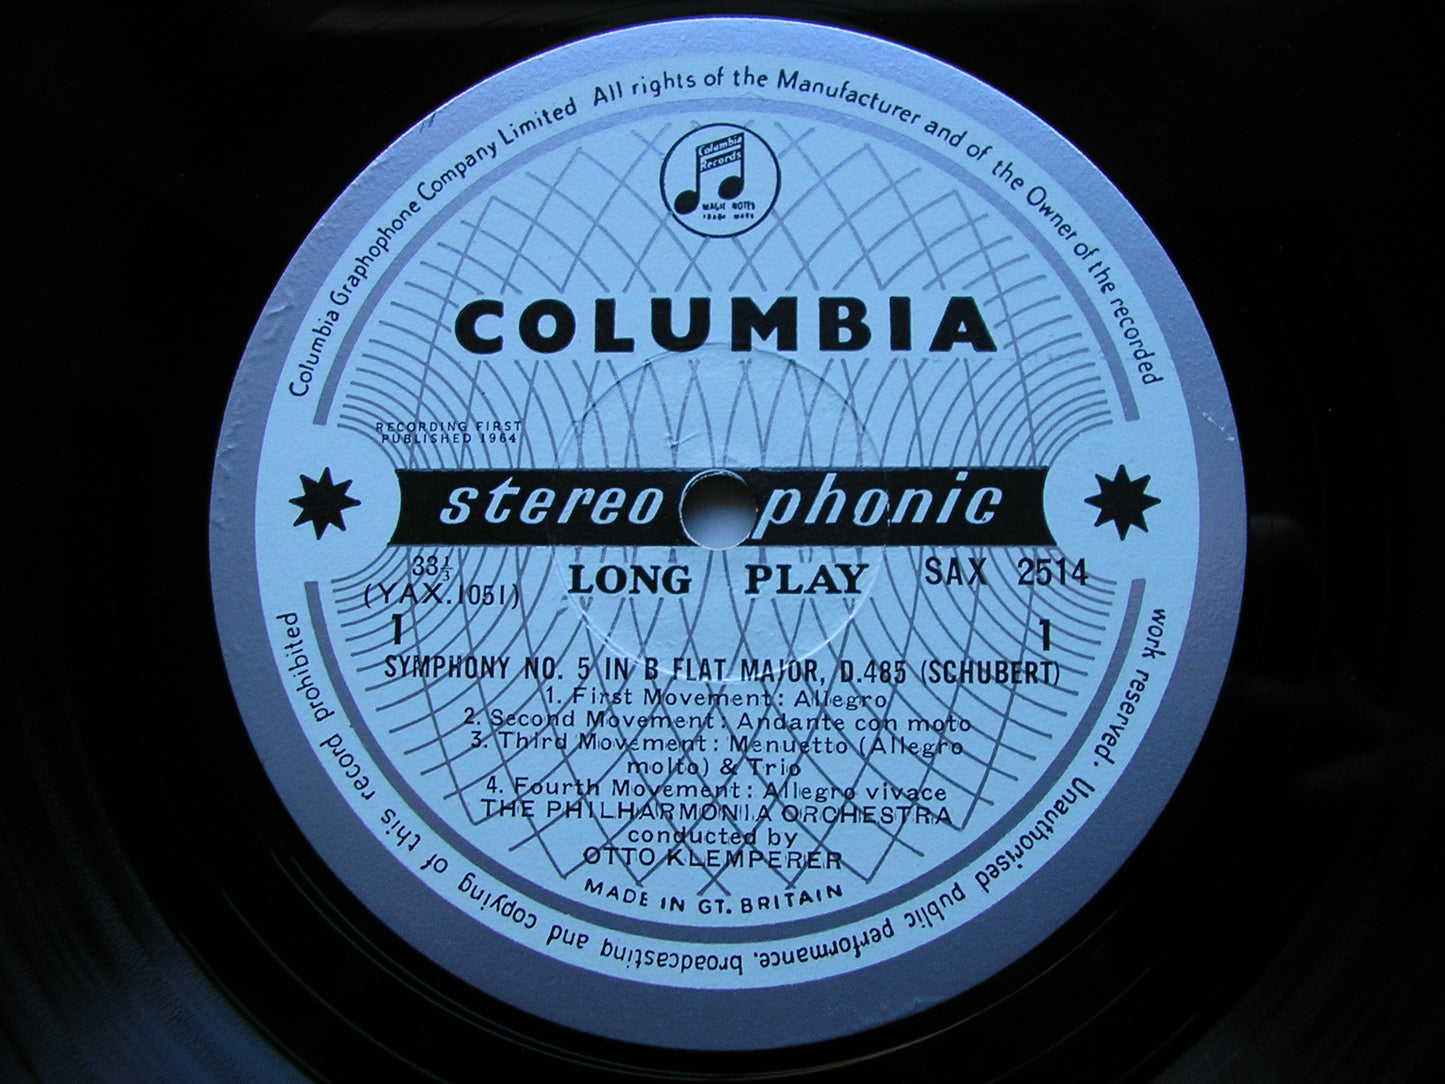 Columbia Graphophone Company Limited All rights of the Manufacturer and of the Owner of the recorded
work reserved. Unauthorised public performance, broadcasting and copying of this record prohibited
Columbia
Records
MAGIC NOTES
TRADE MARK
COLUMBIA
RECORDING FIRST
PUBLISHED 1964
stereophonic
33⅓ LONG PLAY SAX 2514
(YAX.1051)
1 1
SYMPHONY NO. 5 IN B FLAT MAJOR, D.485 (SCHUBERT)
1. First Movement: Allegro
2. Second Movement: Andante con moto
3. Third Movement: Menuetto (Allegro
molto) & Trio
4. Fourth Movement: Allegro vivace
THE PHILHARMONIA ORCHESTRA
conducted by
OTTO KLEMPERER
MADE IN GT. BRITAIN